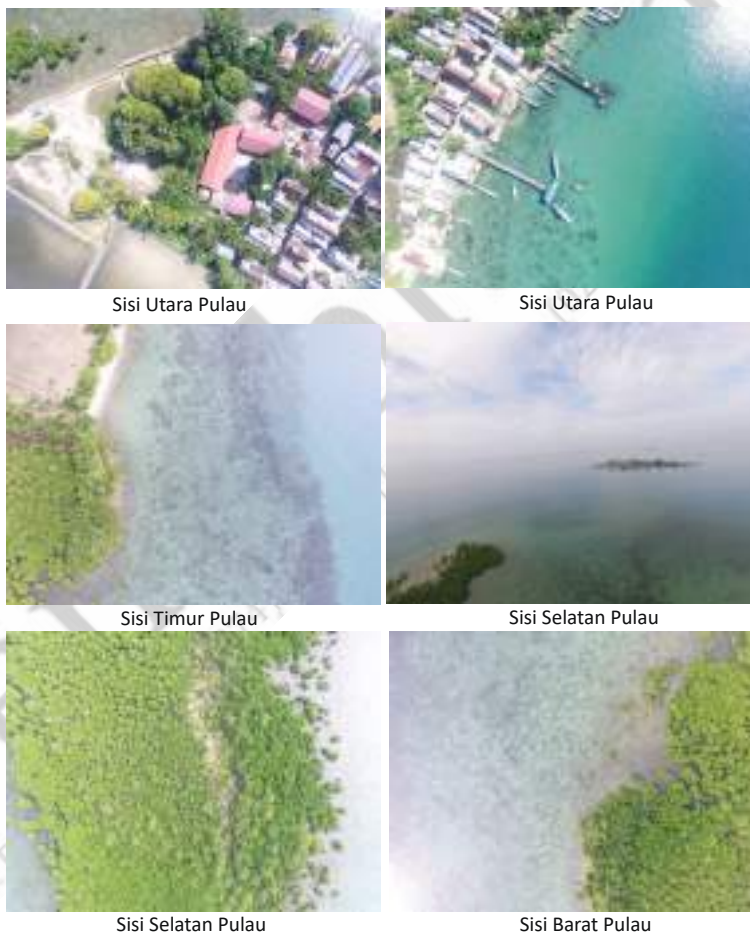 Sisi Utara Pulau
Sisi Utara Pulau
Sisi Timur Pulau
Sisi Selatan Pulau
Sisi Selatan Pulau
Sisi Barat Pulau